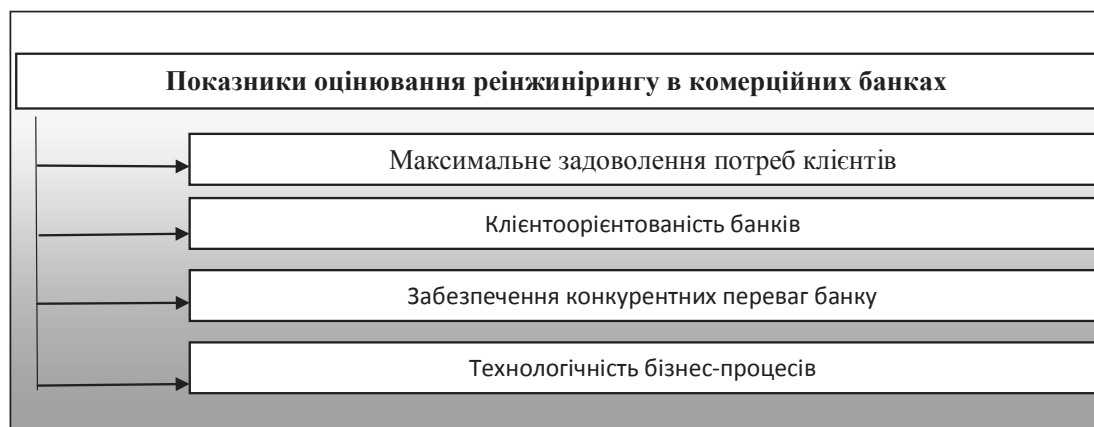 Показники оцінювання реінжинірингу в комерційних банках
Максимальне задоволення потреб клієнтів
Клієнтоорієнтованість банків
Забезпечення конкурентних переваг банку
Технологічність бізнес-процесів